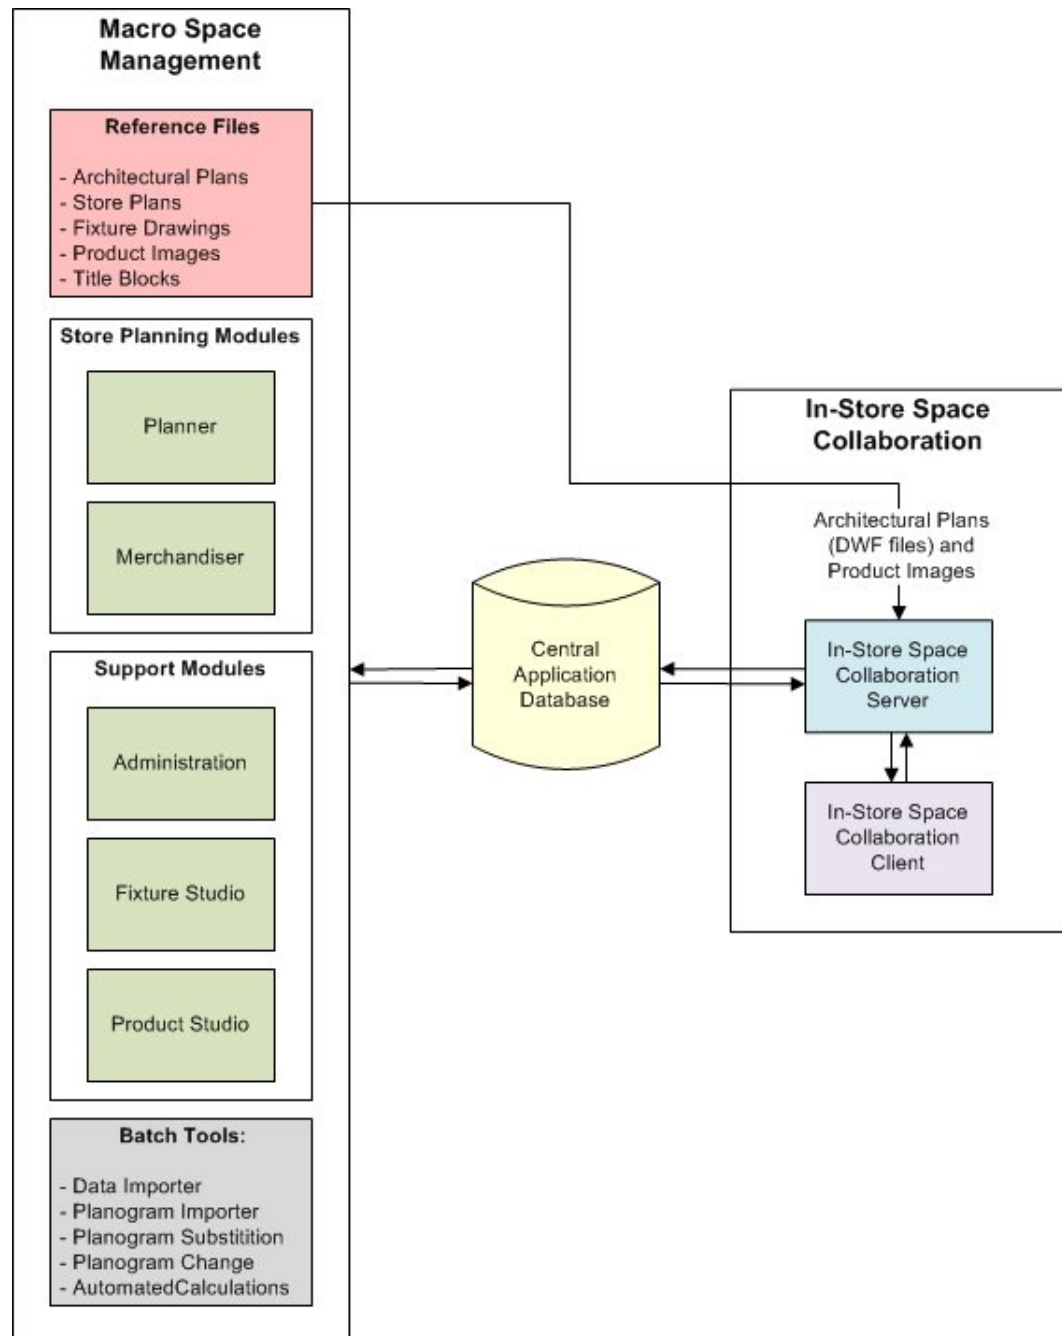 Macro Space
Management
Reference Files
- Architectural Plans
- Store Plans
- Fixture Drawings
- Product Images
- Title Blocks
Store Planning Modules
Planner
Merchandiser
Support Modules
Administration
Fixture Studio
Product Studio
Batch Tools:
- Data Importer
- Planogram Importer
- Planogram Substitition
- Planogram Change
- AutomatedCalculations
Central
Application
Database
In-Store Space
Collaboration
Architectural Plans
(DWF files) and
Product Images
In-Store Space
Collaboration
Server
In-Store Space
Collaboration
Client